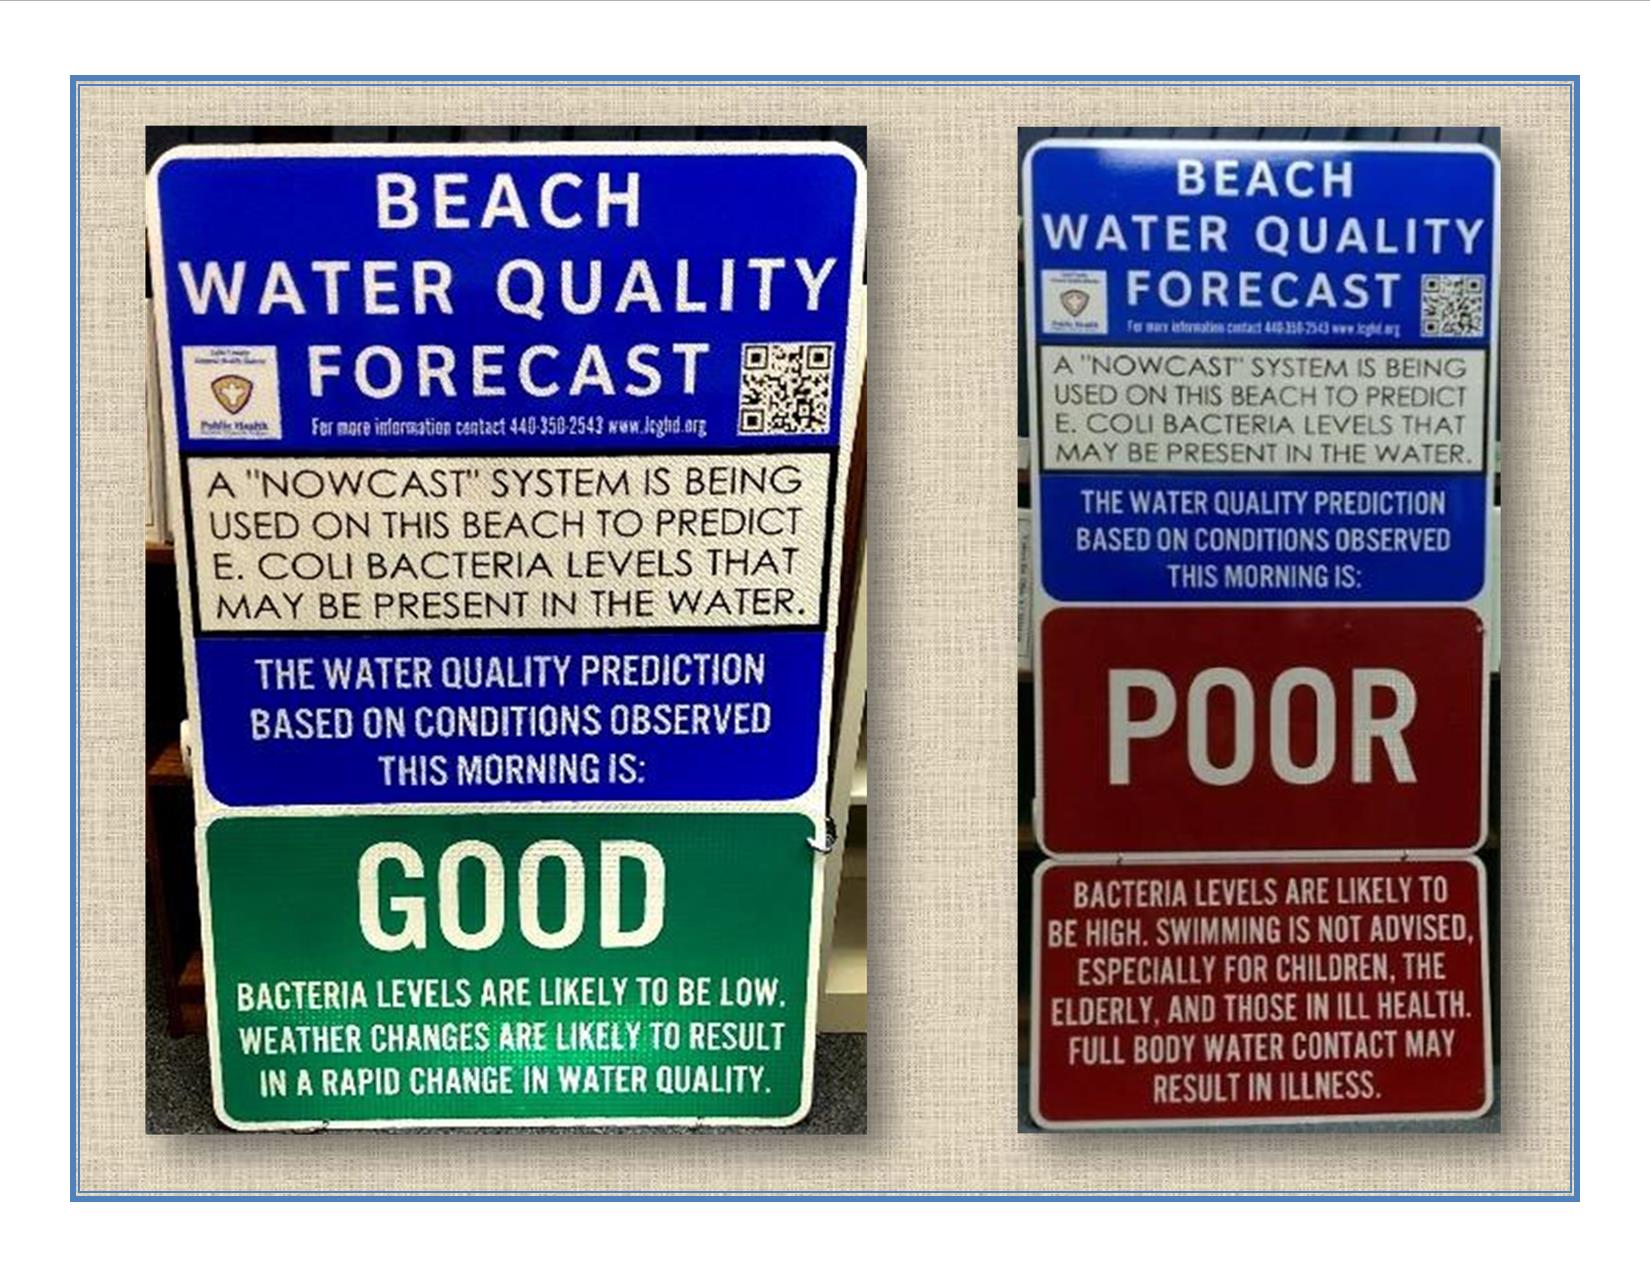 BEACH
WATER QUALITY
FORECAST
Public Health
For more information contact 440-350-2543 www.lcghd.org
A "NOWCAST" SYSTEM IS BEING
USED ON THIS BEACH TO PREDICT
E. COLI BACTERIA LEVELS THAT
MAY BE PRESENT IN THE WATER.
THE WATER QUALITY PREDICTION
BASED ON CONDITIONS OBSERVED
THIS MORNING IS:
GOOD
BACTERIA LEVELS ARE LIKELY TO BE LOW.
WEATHER CHANGES ARE LIKELY TO RESULT
IN A RAPID CHANGE IN WATER QUALITY.
BEACH
WATER QUALITY
FORECAST
Public Health
For more information contact 440-350-2543 www.lcghd.org
A "NOWCAST" SYSTEM IS BEING
USED ON THIS BEACH TO PREDICT
E. COLI BACTERIA LEVELS THAT
MAY BE PRESENT IN THE WATER.
THE WATER QUALITY PREDICTION
BASED ON CONDITIONS OBSERVED
THIS MORNING IS:
POOR
BACTERIA LEVELS ARE LIKELY TO
BE HIGH. SWIMMING IS NOT ADVISED,
ESPECIALLY FOR CHILDREN, THE
ELDERLY, AND THOSE IN ILL HEALTH.
FULL BODY WATER CONTACT MAY
RESULT IN ILLNESS.